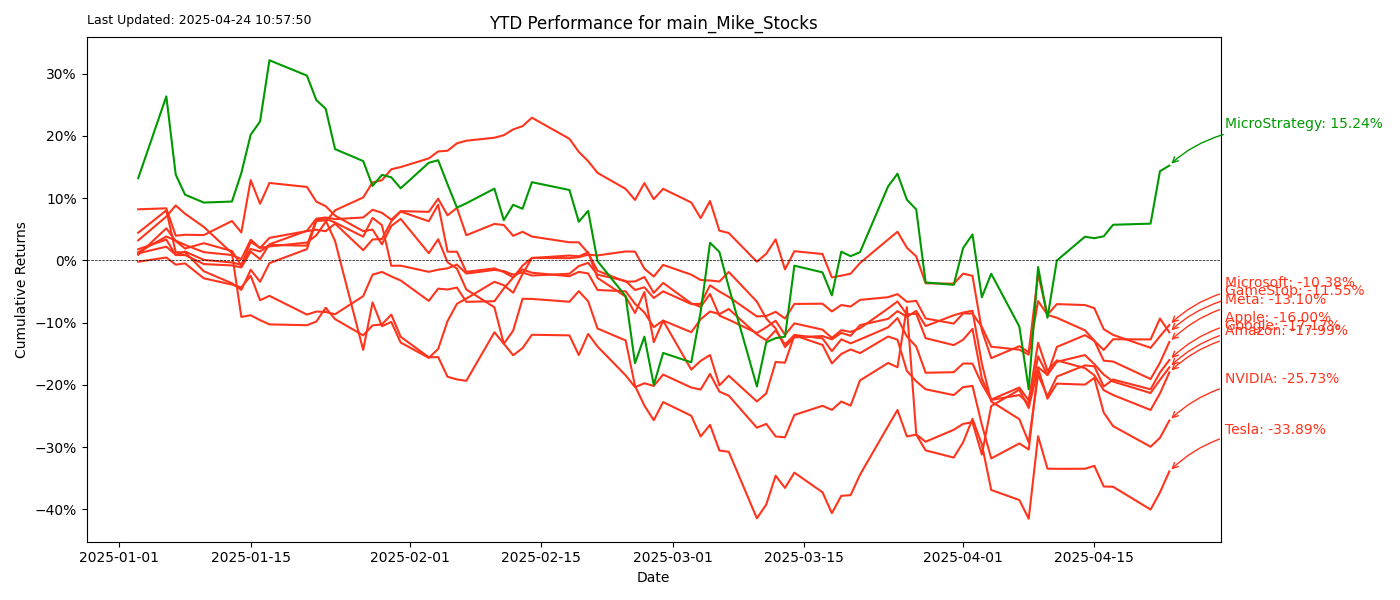 Last Updated: 2025-04-24 10:57:50
YTD Performance for main_Mike_Stocks
Cumulative Returns
30%
20%
10%
0%
−10%
−20%
−30%
−40%
MicroStrategy: 15.24%
Microsoft: -10.38%
GameStop: -11.55%
Meta: -13.10%
Apple: -16.00%
Google:
Amazon: -17.99%
NVIDIA: -25.73%
Tesla: -33.89%
2025-01-01
2025-01-15
2025-02-01
2025-02-15
2025-03-01
2025-03-15
2025-04-01
2025-04-15
Date